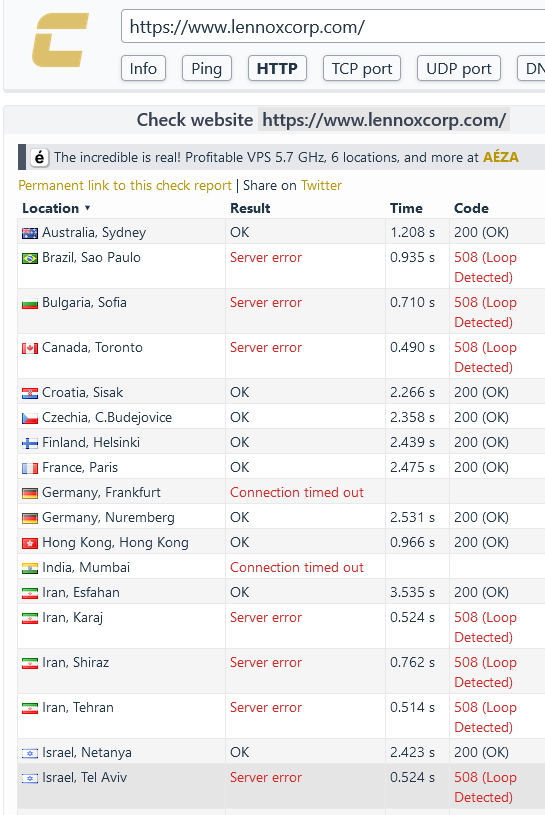 https://www.lennoxcorp.com/
Info Ping HTTP TCP port UDP port DN
Check website https://www.lennoxcorp.com/
é The incredible is real! Profitable VPS 5.7 GHz, 6 locations, and more at AÉZA
Permanent link to this check report | Share on Twitter
Location ▼ Result Time Code
Australia, Sydney OK 1.208 s 200 (OK)
Brazil, Sao Paulo Server error 0.935 s 508 (Loop
Detected)
Bulgaria, Sofia Server error 0.710 s 508 (Loop
Detected)
Canada, Toronto Server error 0.490 s 508 (Loop
Detected)
Croatia, Sisak OK 2.266 s 200 (OK)
Czechia, C.Budejovice OK 2.358 s 200 (OK)
Finland, Helsinki OK 2.439 s 200 (OK)
France, Paris OK 2.475 s 200 (OK)
Germany, Frankfurt Connection timed out
Germany, Nuremberg OK 2.531 s 200 (OK)
Hong Kong, Hong Kong OK 0.966 s 200 (OK)
India, Mumbai Connection timed out
Iran, Esfahan OK 3.535 s 200 (OK)
Iran, Karaj Server error 0.524 s 508 (Loop
Detected)
Iran, Shiraz Server error 0.762 s 508 (Loop
Detected)
Iran, Tehran Server error 0.514 s 508 (Loop
Detected)
Israel, Netanya OK 2.423 s 200 (OK)
Israel, Tel Aviv Server error 0.524 s 508 (Loop
Detected)